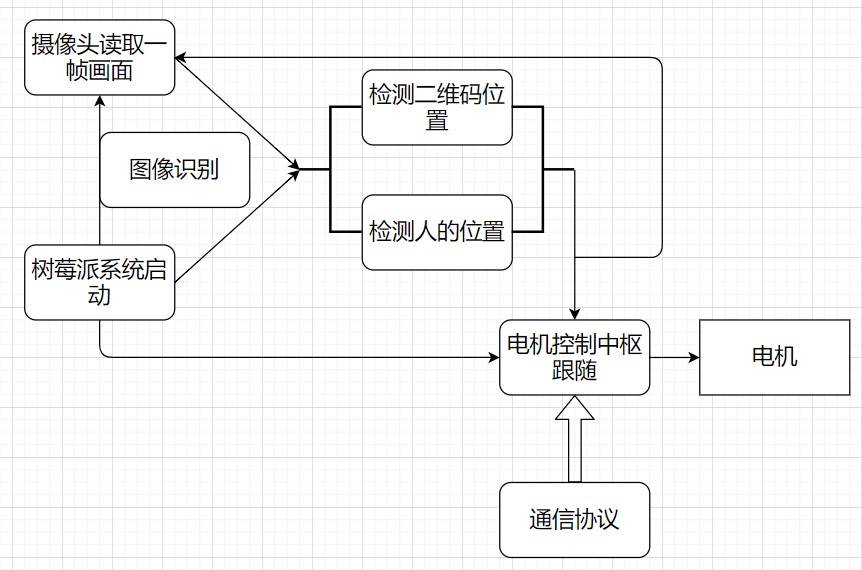 摄像头读取一
帧画面
检测二维码位
置
图像识别
检测人的位置
树莓派系统启
动
电机控制中枢
跟随
电机
通信协议